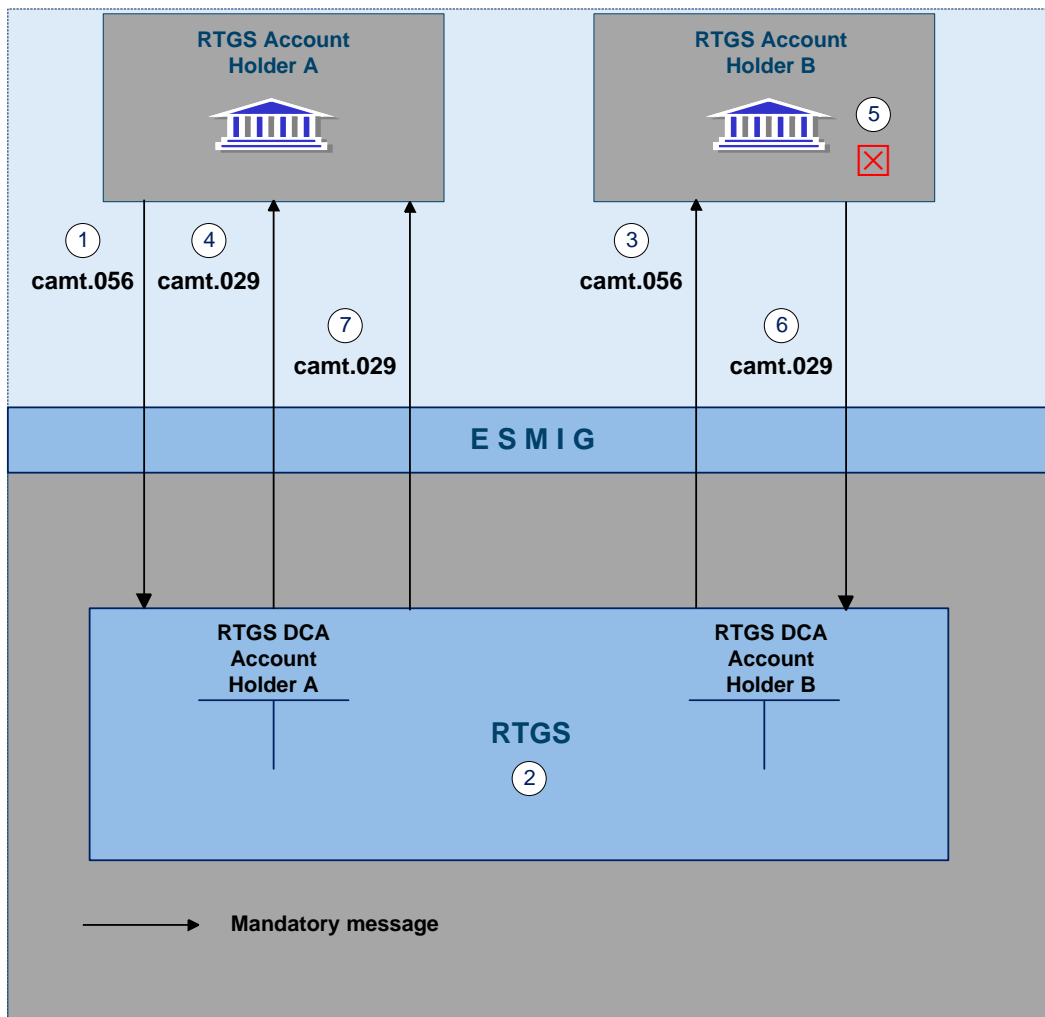 RTGS Account
Holder A
RTGS Account
Holder B
5
1
4
3
camt.056
camt.029
camt.056
7
6
camt.029
camt.029
E S M I G
RTGS DCA
Account
Holder A
RTGS DCA
Account
Holder B
RTGS
2
Mandatory message